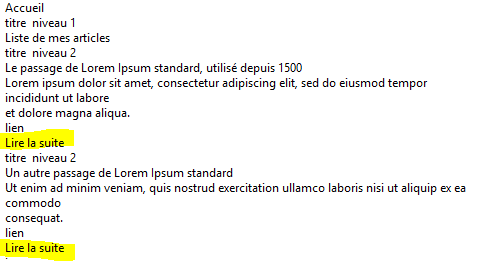 Accueil
titre  niveau 1
Liste de mes articles
titre  niveau 2
Le passage de Lorem Ipsum standard, utilisé depuis 1500
Lorem ipsum dolor sit amet, consectetur adipiscing elit, sed do eiusmod tempor
incididunt ut labore
et dolore magna aliqua.
lien
Lire la suite
titre  niveau 2
Un autre passage de Lorem Ipsum standard
Ut enim ad minim veniam, quis nostrud exercitation ullamco laboris nisi ut aliquip ex ea
commodo
consequat.
lien
Lire la suite